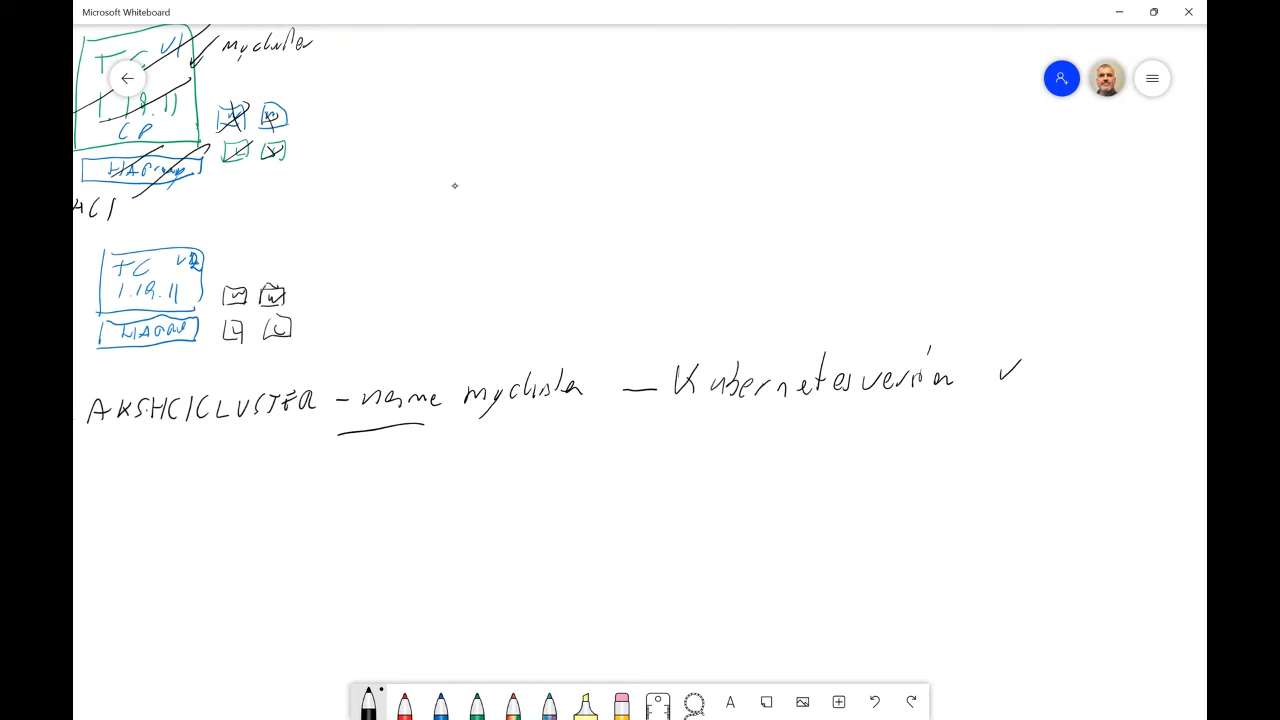 Microsoft Whiteboard
TC v1
mycluster
1.19.11
CP
HAProxy
HCI
TC v2
1.19.11
AKSHCICLUSTER - name mycluster - Kubernetesversion v
A